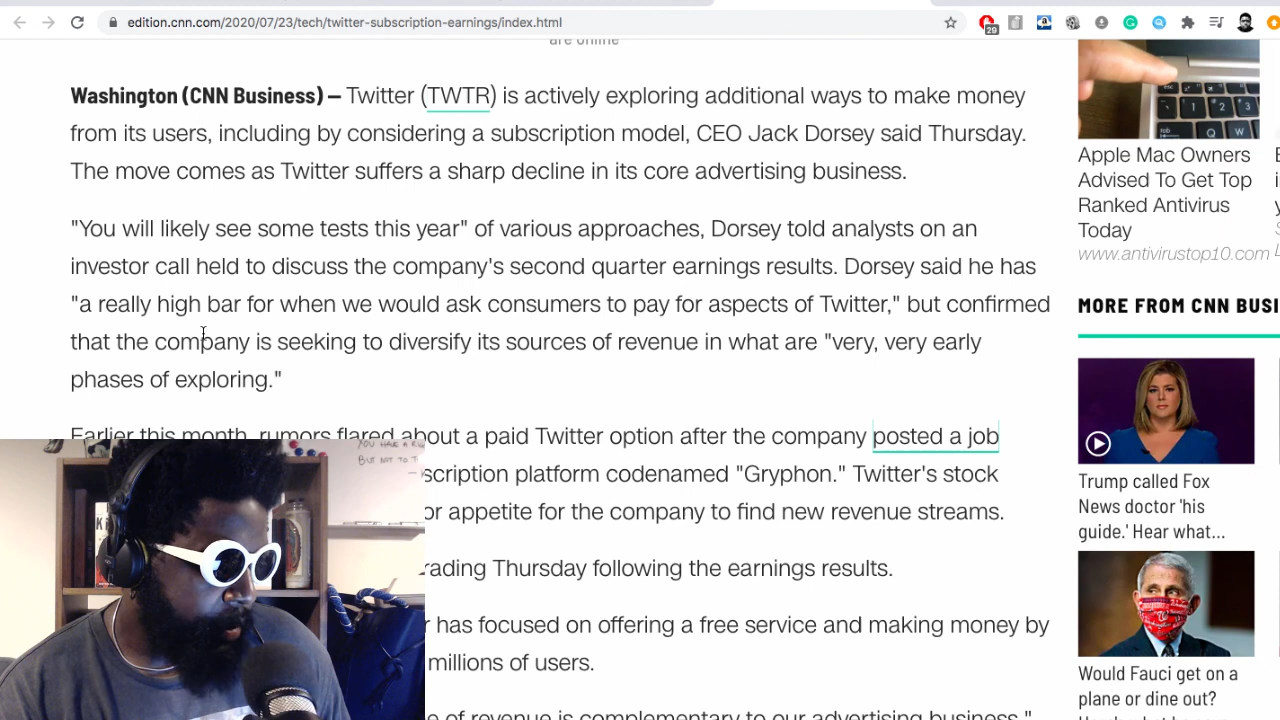 edition.cnn.com/2020/07/23/tech/twitter-subscription-earnings/index.html
29
are online
Washington (CNN Business) — Twitter (TWTR) is actively exploring additional ways to make money
from its users, including by considering a subscription model, CEO Jack Dorsey said Thursday.
The move comes as Twitter suffers a sharp decline in its core advertising business.
"You will likely see some tests this year" of various approaches, Dorsey told analysts on an
investor call held to discuss the company's second quarter earnings results. Dorsey said he has
"a really high bar for when we would ask consumers to pay for aspects of Twitter," but confirmed
that the company is seeking to diversify its sources of revenue in what are "very, very early
phases of exploring."
Earlier this month, rumors flared about a paid Twitter option after the company posted a job
scription platform codenamed "Gryphon." Twitter's stock
or appetite for the company to find new revenue streams.
rading Thursday following the earnings results.
has focused on offering a free service and making money by
millions of users.
e of revenue is complementary to our advertising business,"
YOU HAVE A
BUT NOT TO
Apple Mac Owners
Advised To Get Top
Ranked Antivirus
Today
www.antivirustop10.com
MORE FROM CNN BUSI
Trump called Fox
News doctor 'his
guide.' Hear what...
Would Fauci get on a
plane or dine out?